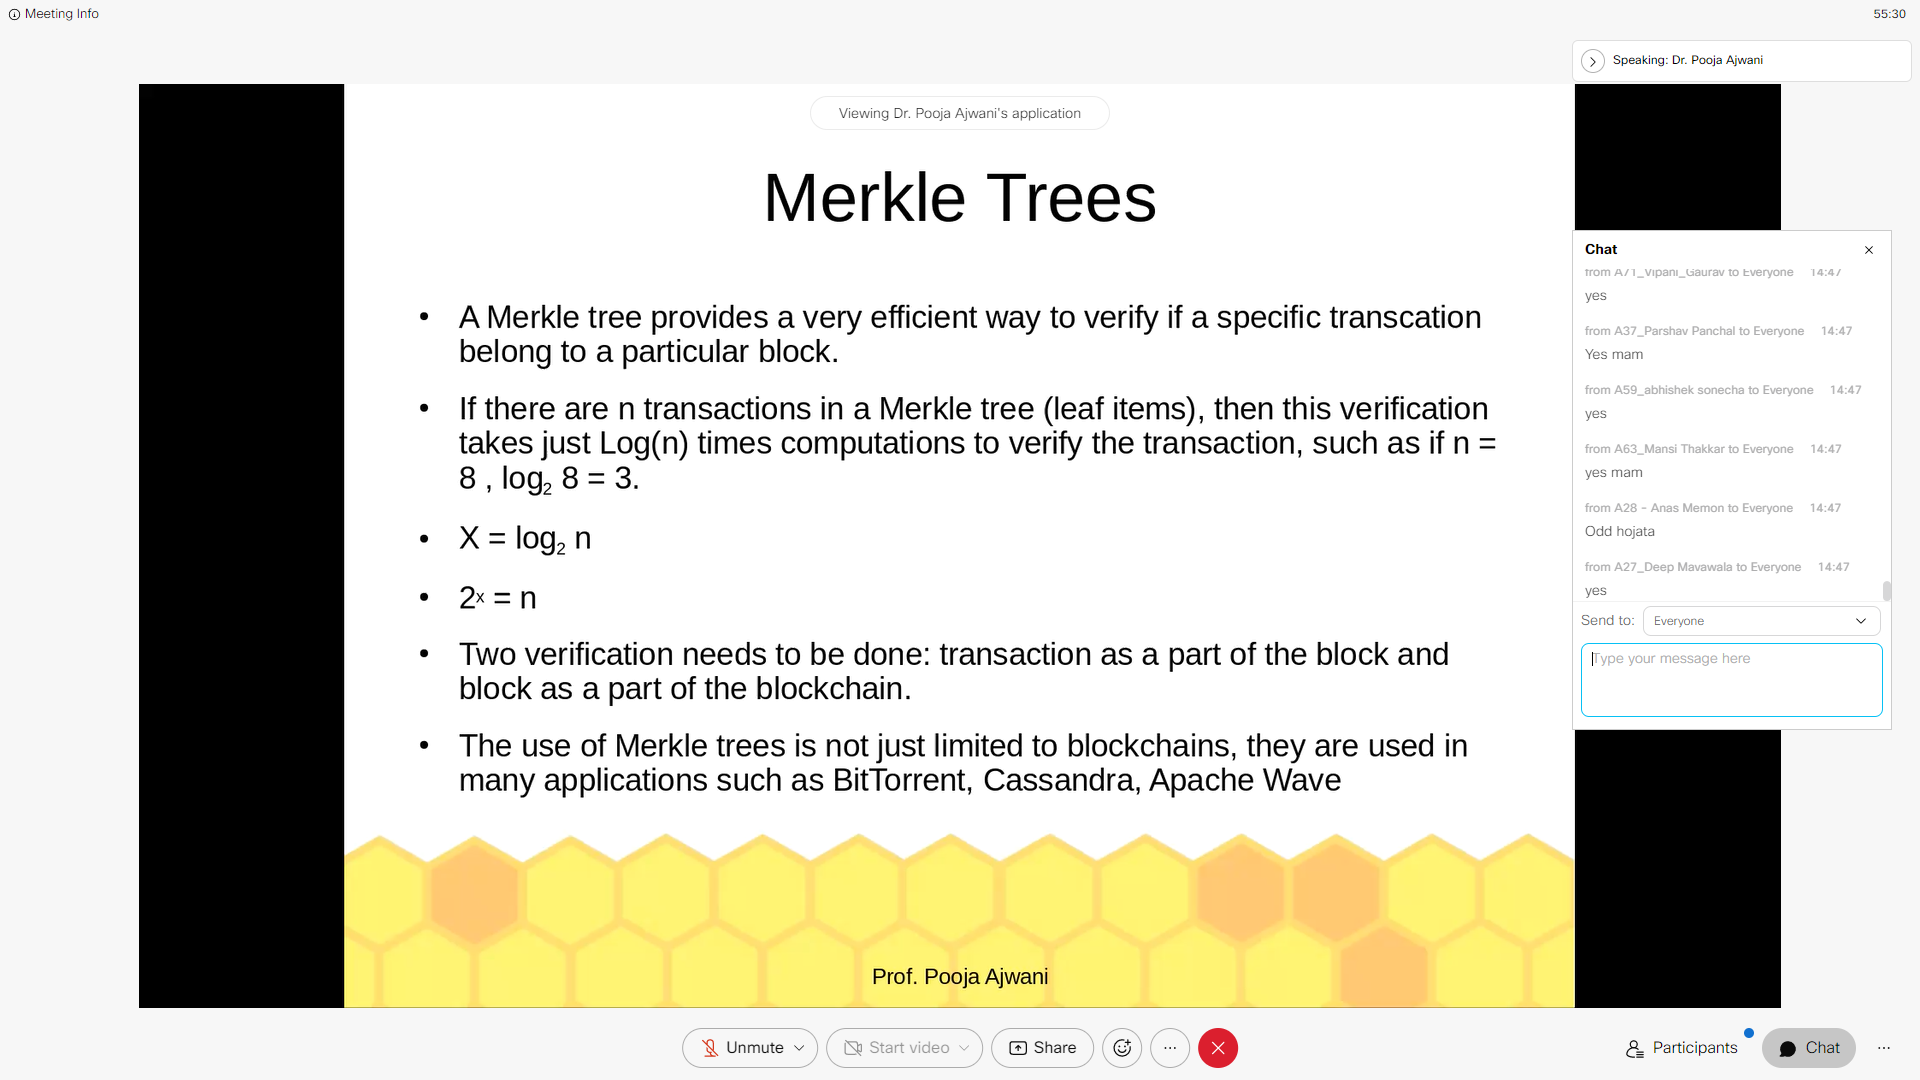 Meeting Info
55:30
Speaking: Dr. Pooja Ajwani
Viewing Dr. Pooja Ajwani's application
Merkle Trees
• A Merkle tree provides a very efficient way to verify if a specific transcation
belong to a particular block.
• If there are n transactions in a Merkle tree (leaf items), then this verification
takes just Log(n) times computations to verify the transaction, such as if n =
8 , log₂ 8 = 3.
• X = log₂ n
• 2ˣ = n
• Two verification needs to be done: transaction as a part of the block and
block as a part of the blockchain.
• The use of Merkle trees is not just limited to blockchains, they are used in
many applications such as BitTorrent, Cassandra, Apache Wave
Prof. Pooja Ajwani
Chat
from A71_Vipani_Gaurav to Everyone 14:47
yes
from A37_Parshav Panchal to Everyone 14:47
Yes mam
from A59_abhishek sonecha to Everyone 14:47
yes
from A63_Mansi Thakkar to Everyone 14:47
yes mam
from A28 - Anas Memon to Everyone 14:47
Odd hojata
from A27_Deep Mavawala to Everyone 14:47
yes
Send to: Everyone
Type your message here
Unmute
Start video
Share
Participants
Chat